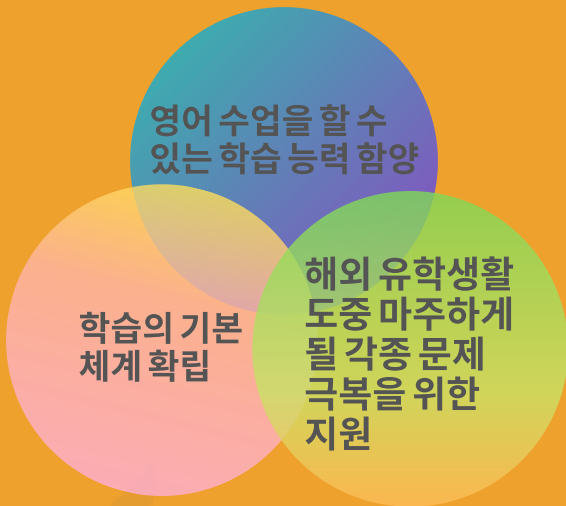 영어 수업을 할 수
있는 학습 능력 함양
학습의 기본
체계 확립
해외 유학생활
도중 마주하게
될 각종 문제
극복을 위한
지원